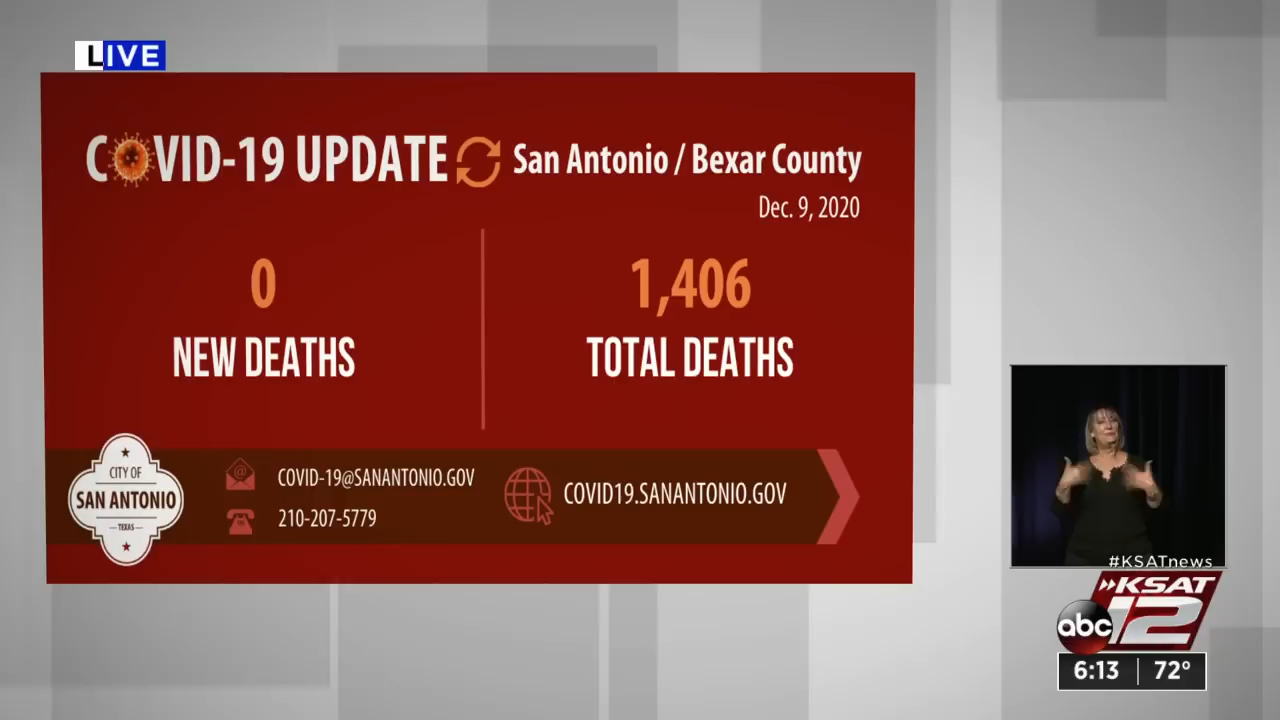 LIVE
COVID-19 UPDATE
San Antonio / Bexar County
Dec. 9, 2020
0
NEW DEATHS
1,406
TOTAL DEATHS
CITY OF
SAN ANTONIO
TEXAS
COVID-19@SANANTONIO.GOV
210-207-5779
COVID19.SANANTONIO.GOV
#KSATnews
KSAT
abc 12
6:13 72°